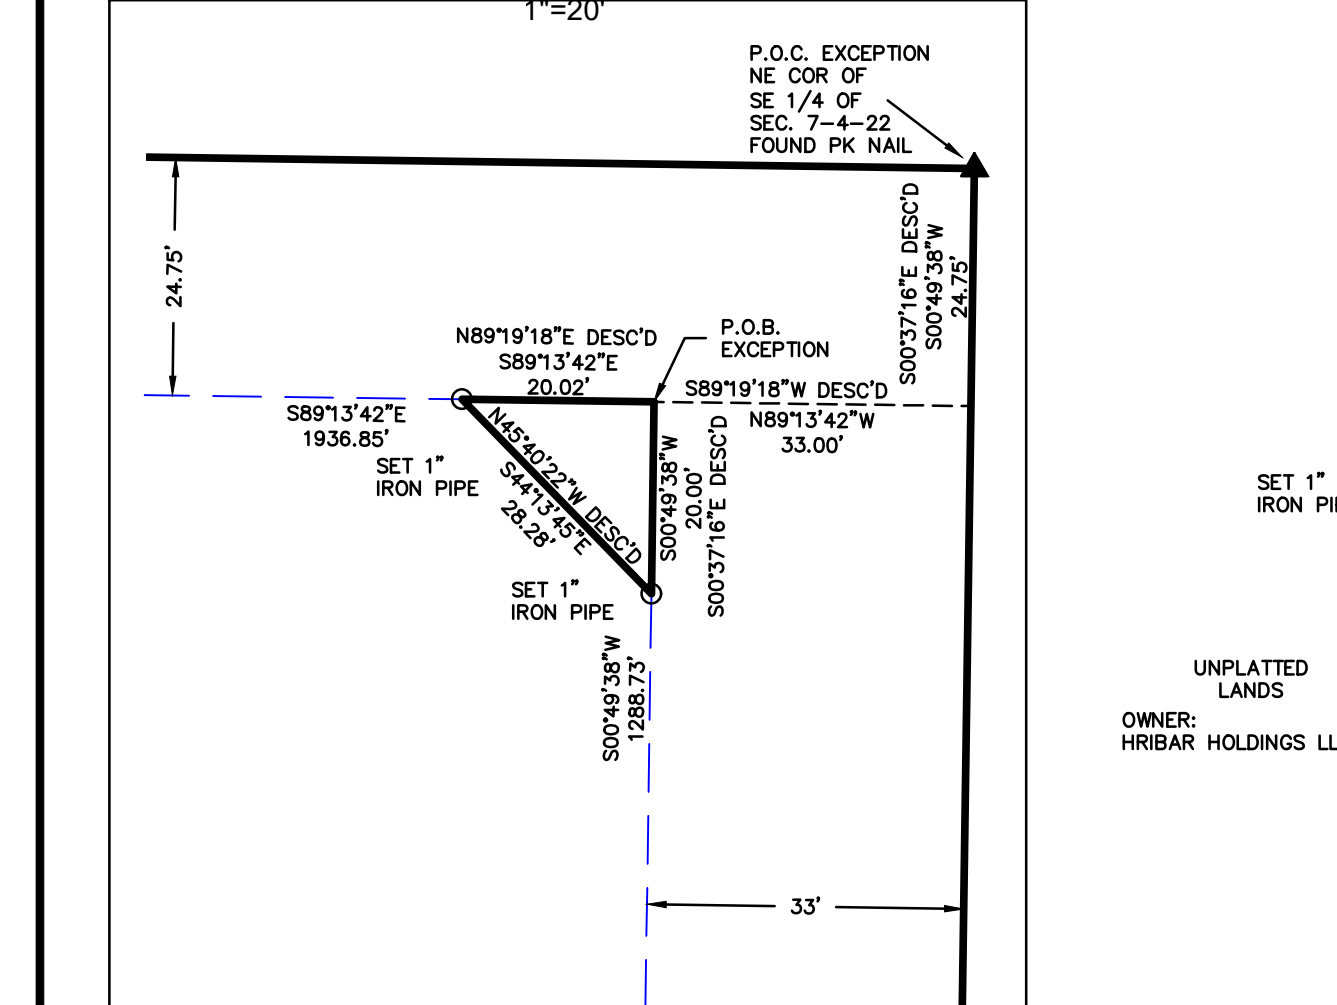 1"=20'
P.O.C. EXCEPTION
NE COR OF
SE 1/4 OF
SEC. 7-4-22
FOUND PK NAIL
S00°37'16"E DESC'D
S00°49'38"W
24.75'
24.75'
N89°19'18"E DESC'D
S89°13'42"E
20.02'
P.O.B.
EXCEPTION
S89°19'18"W DESC'D
N89°13'42"W
33.00'
S89°13'42"E
1936.85'
SET 1"
IRON PIPE
N45°40'22"W DESC'D
S44°13'45"E
28.28'
S00°49'38"W
20.00'
S00°37'16"E DESC'D
SET 1"
IRON PIPE
S00°49'38"W
1288.73'
33'
SET 1"
IRON PI
UNPLATTED
LANDS
OWNER:
HRIBAR HOLDINGS LL